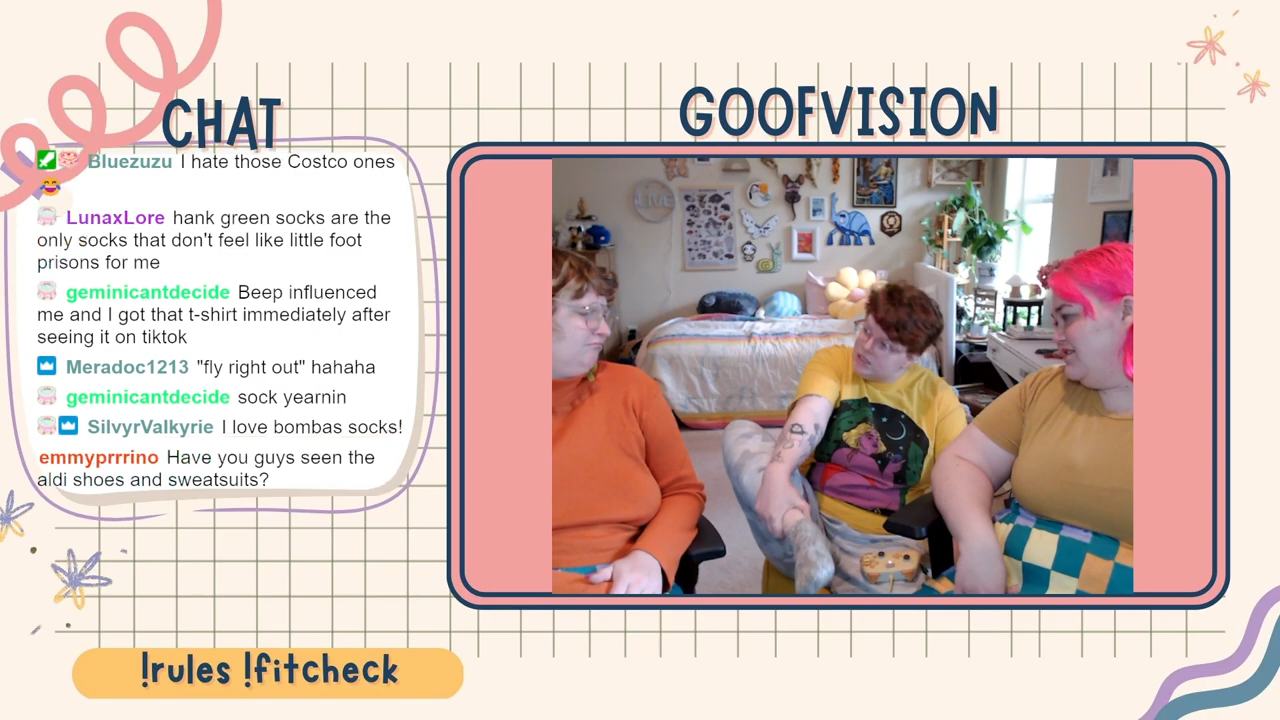 CHAT
GOOFVISION
Bluezuzu I hate those Costco ones
😂
LunaxLore hank green socks are the
only socks that don't feel like little foot
prisons for me
geminicantdecide Beep influenced
me and I got that t-shirt immediately after
seeing it on tiktok
Meradoc1213 "fly right out" hahaha
geminicantdecide sock yearnin
SilvyrValkyrie I love bombas socks!
emmyprrrino Have you guys seen the
aldi shoes and sweatsuits?
!rules !fitcheck